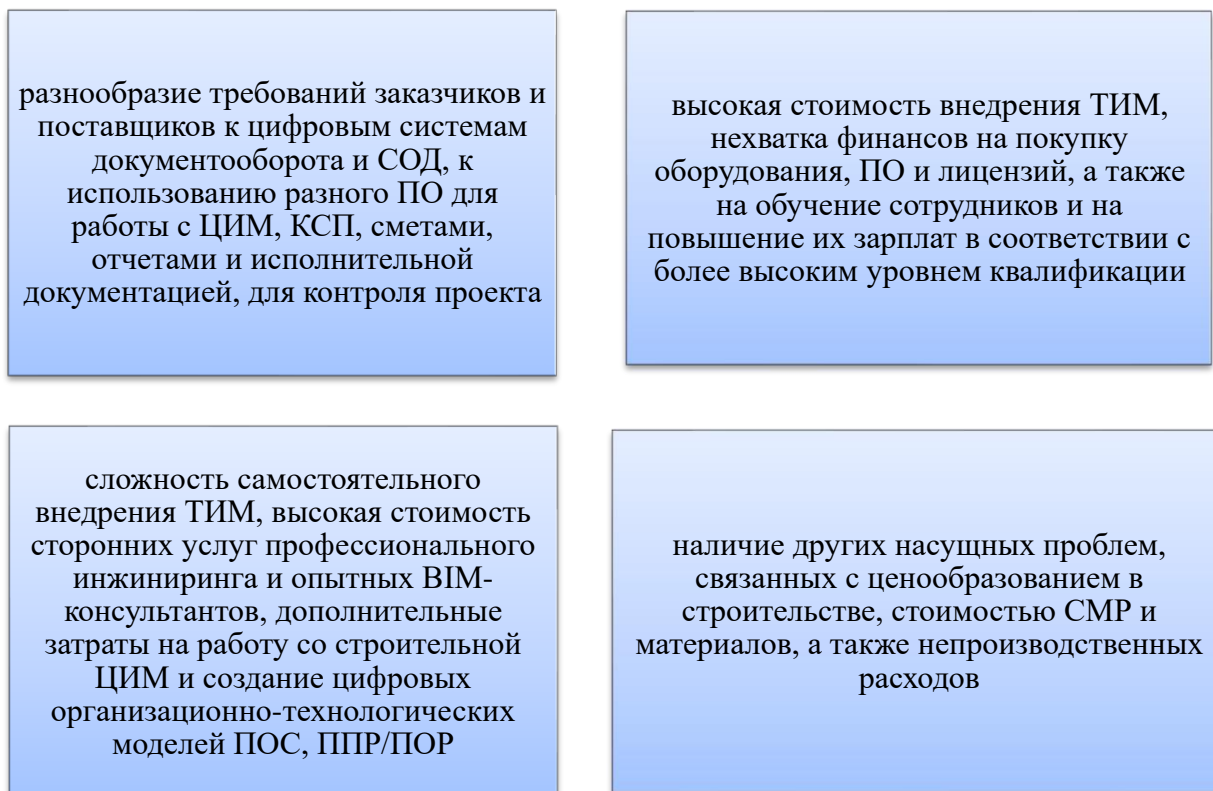 разнообразие требований заказчиков и
поставщиков к цифровым системам
документооборота и СОД, к
использованию разного ПО для
работы с ЦИМ, КСП, сметами,
отчетами и исполнительной
документацией, для контроля проекта
высокая стоимость внедрения ТИМ,
нехватка финансов на покупку
оборудования, ПО и лицензий, а также
на обучение сотрудников и на
повышение их зарплат в соответствии с
более высоким уровнем квалификации
сложность самостоятельного
внедрения ТИМ, высокая стоимость
сторонних услуг профессионального
инжиниринга и опытных BIM-
консультантов, дополнительные
затраты на работу со строительной
ЦИМ и создание цифровых
организационно-технологических
моделей ПОС, ППР/ПОР
наличие других насущных проблем,
связанных с ценообразованием в
строительстве, стоимостью СМР и
материалов, а также непроизводственных
расходов